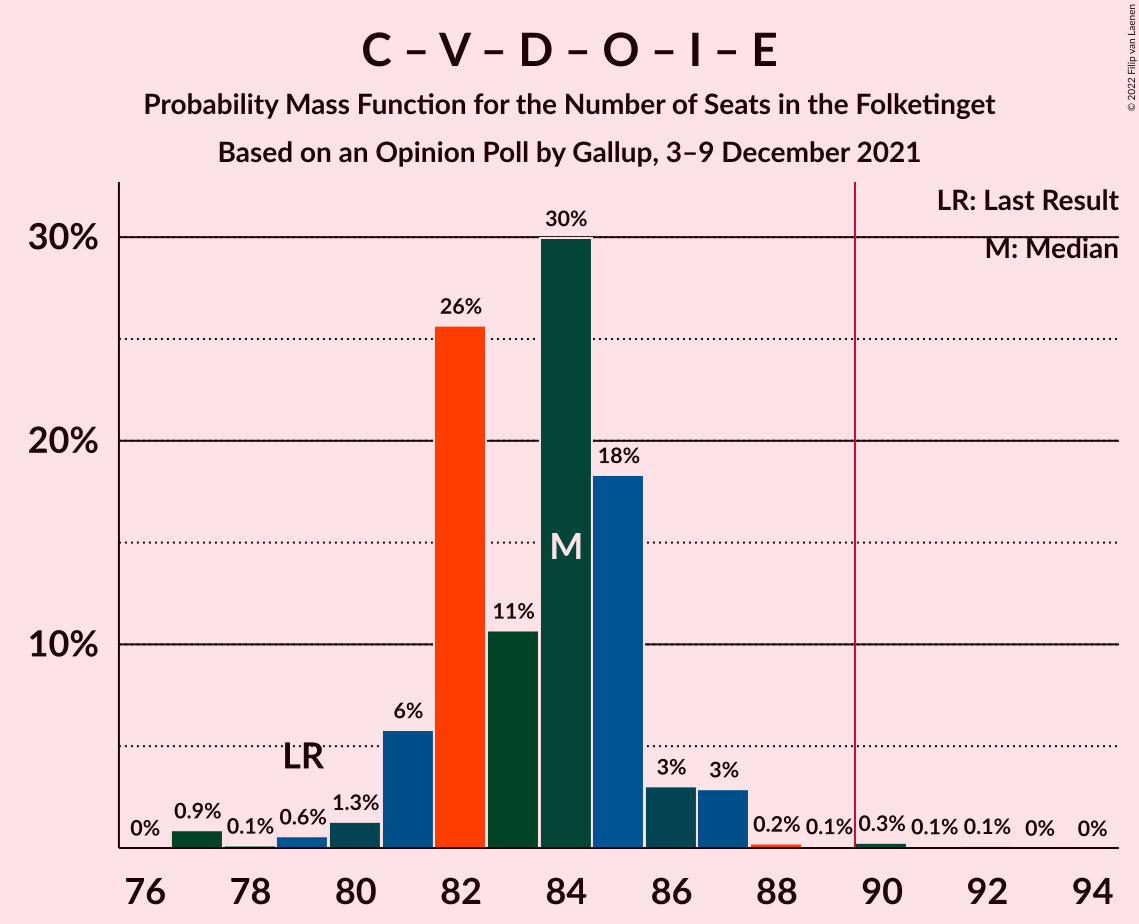 C – V – D – O – I – E
Probability Mass Function for the Number of Seats in the Folketinget
Based on an Opinion Poll by Gallup, 3–9 December 2021
© 2022 Filip van Laenen
LR: Last Result
M: Median
30%
20%
10%
0%
0.9%
0.1%
0.6%
1.3%
6%
26%
11%
30%
18%
3%
3%
0.2%
0.1%
0.3%
0.1%
0.1%
0%
0%
LR
M
76 78 80 82 84 86 88 90 92 94